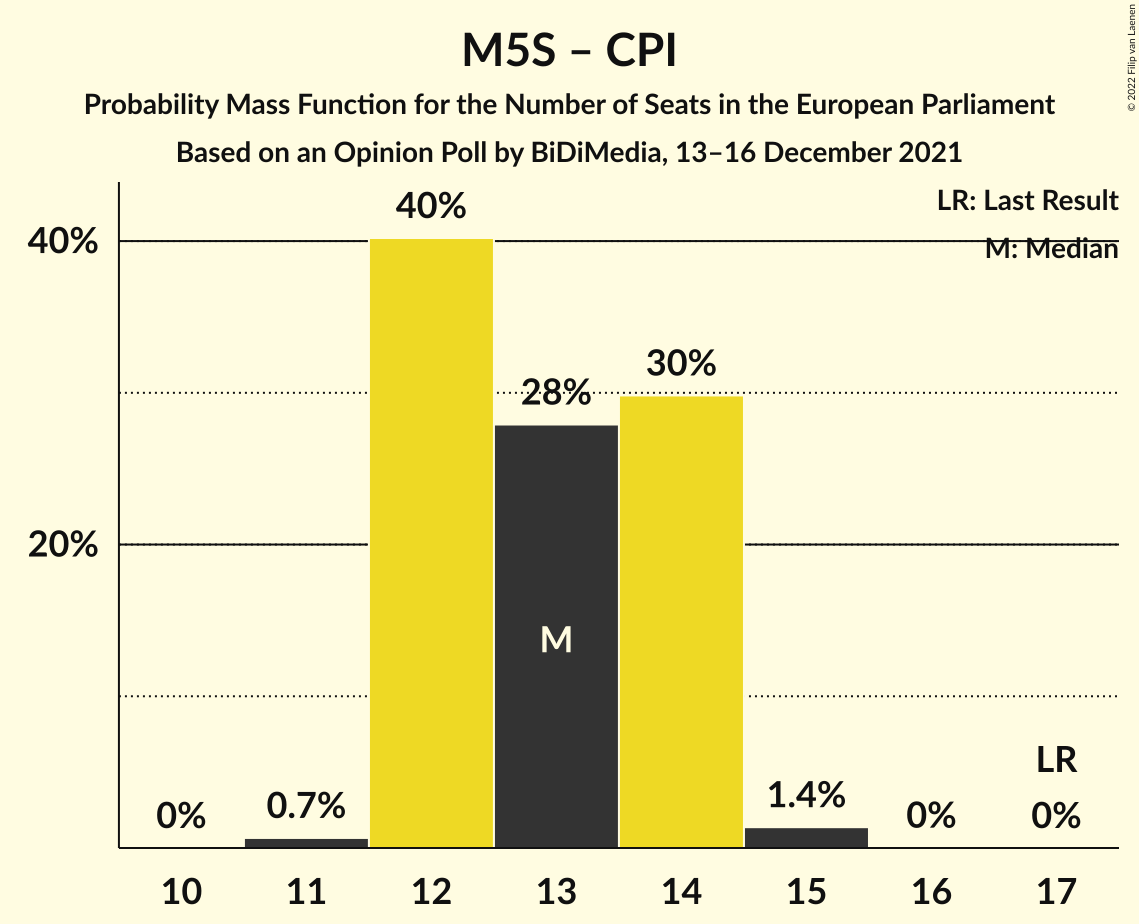 M5S – CPI
Probability Mass Function for the Number of Seats in the European Parliament
Based on an Opinion Poll by BiDiMedia, 13–16 December 2021
© 2022 Filip van Laenen
LR: Last Result
M: Median
40%
20%
0%
0.7%
40%
28%
30%
1.4%
0%
LR
0%
M
10 11 12 13 14 15 16 17